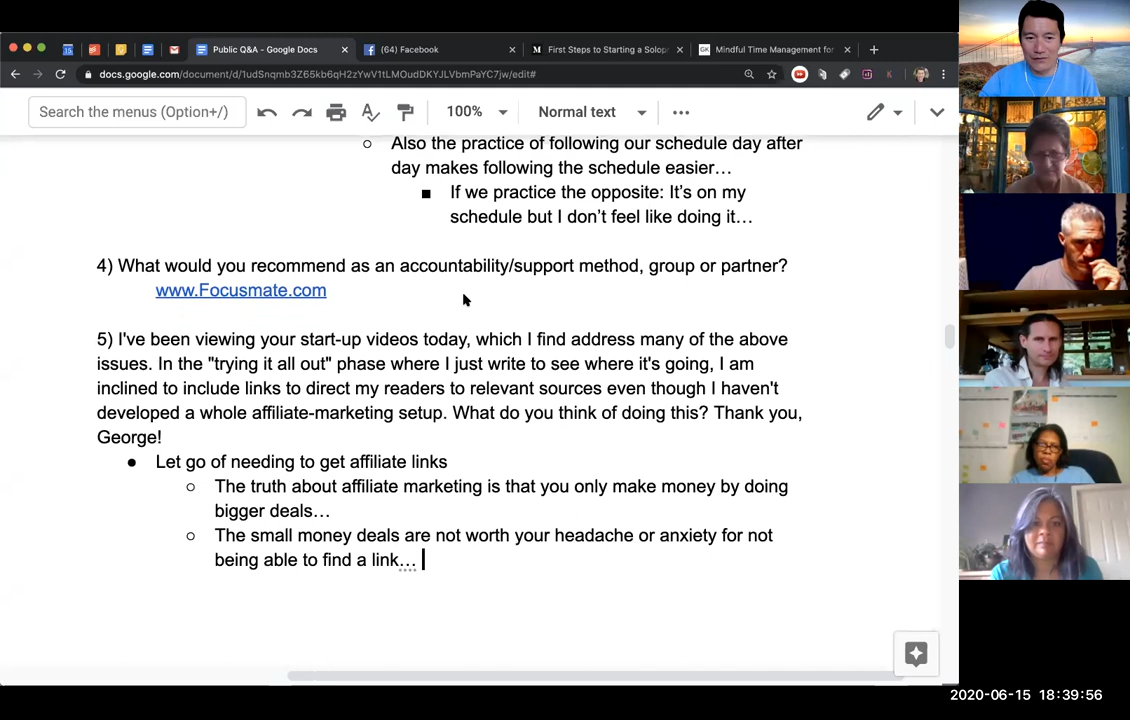 Public Q&A - Google Docs
(64) Facebook
First Steps to Starting a Solop
Mindful Time Management for
docs.google.com/document/d/1udSnqmb3Z65kb6qH2zYwV1tLMOudDKYJLVbmPaYC7jw/edit#
Search the menus (Option+/)
100%
Normal text
Also the practice of following our schedule day after
day makes following the schedule easier…
If we practice the opposite: It's on my
schedule but I don't feel like doing it…
4) What would you recommend as an accountability/support method, group or partner?
www.Focusmate.com
5) I've been viewing your start-up videos today, which I find address many of the above
issues. In the "trying it all out" phase where I just write to see where it's going, I am
inclined to include links to direct my readers to relevant sources even though I haven't
developed a whole affiliate-marketing setup. What do you think of doing this? Thank you,
George!
Let go of needing to get affiliate links
The truth about affiliate marketing is that you only make money by doing
bigger deals…
The small money deals are not worth your headache or anxiety for not
being able to find a link…
2020-06-15 18:39:56